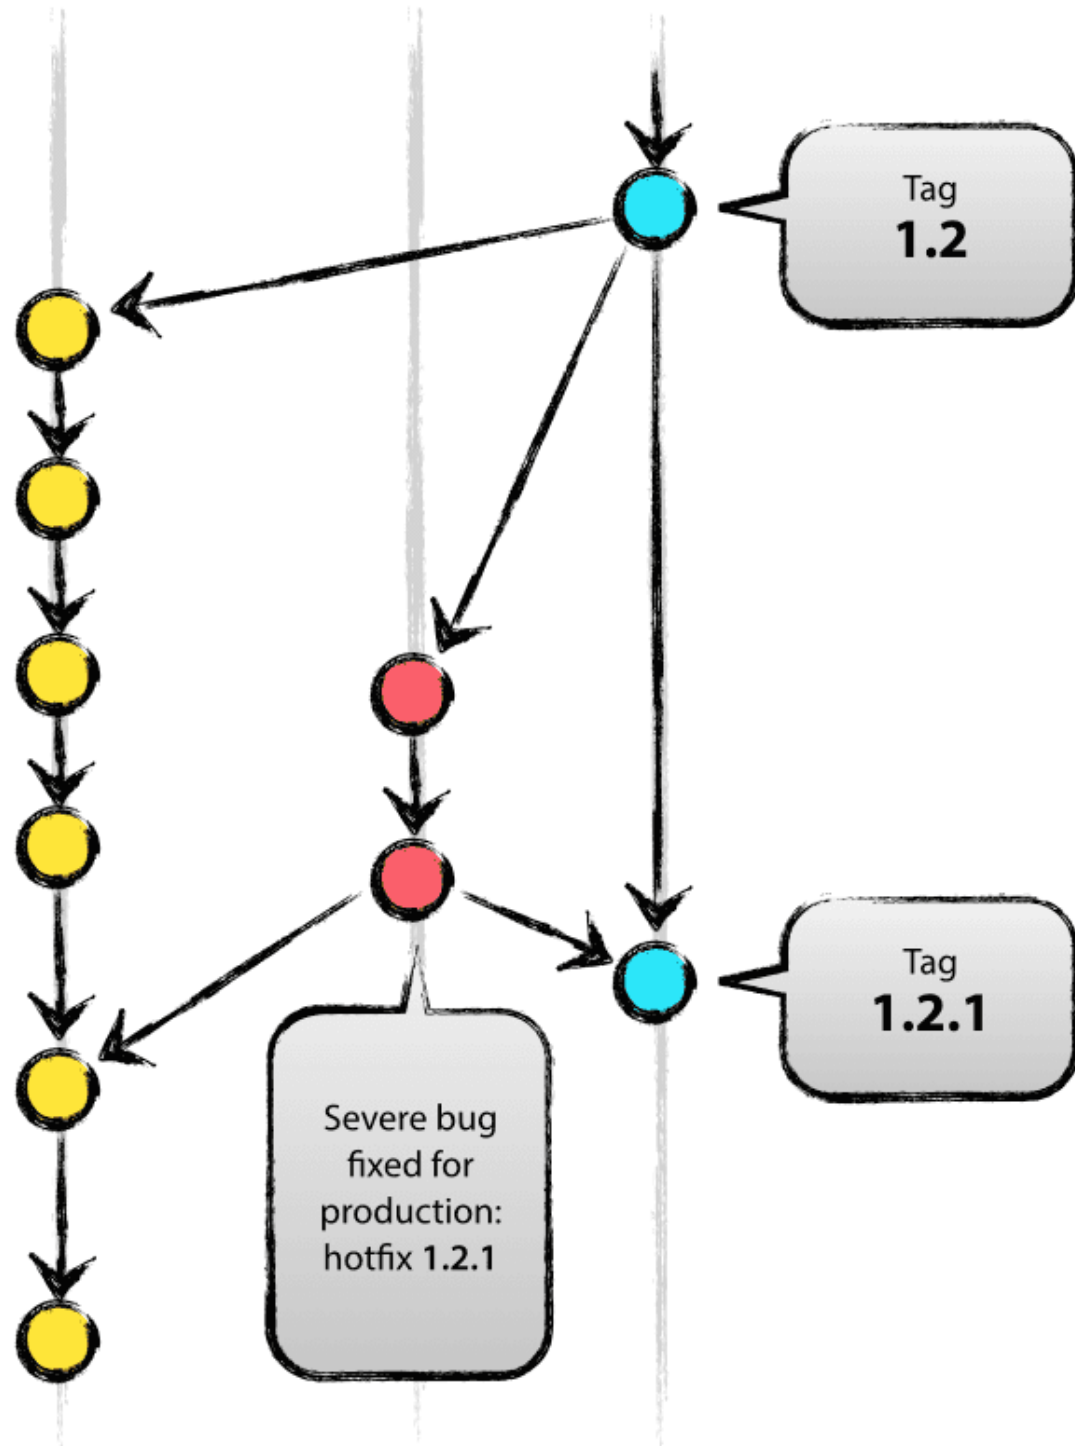 Tag
1.2
Tag
1.2.1
Severe bug
fixed for
production:
hotfix 1.2.1